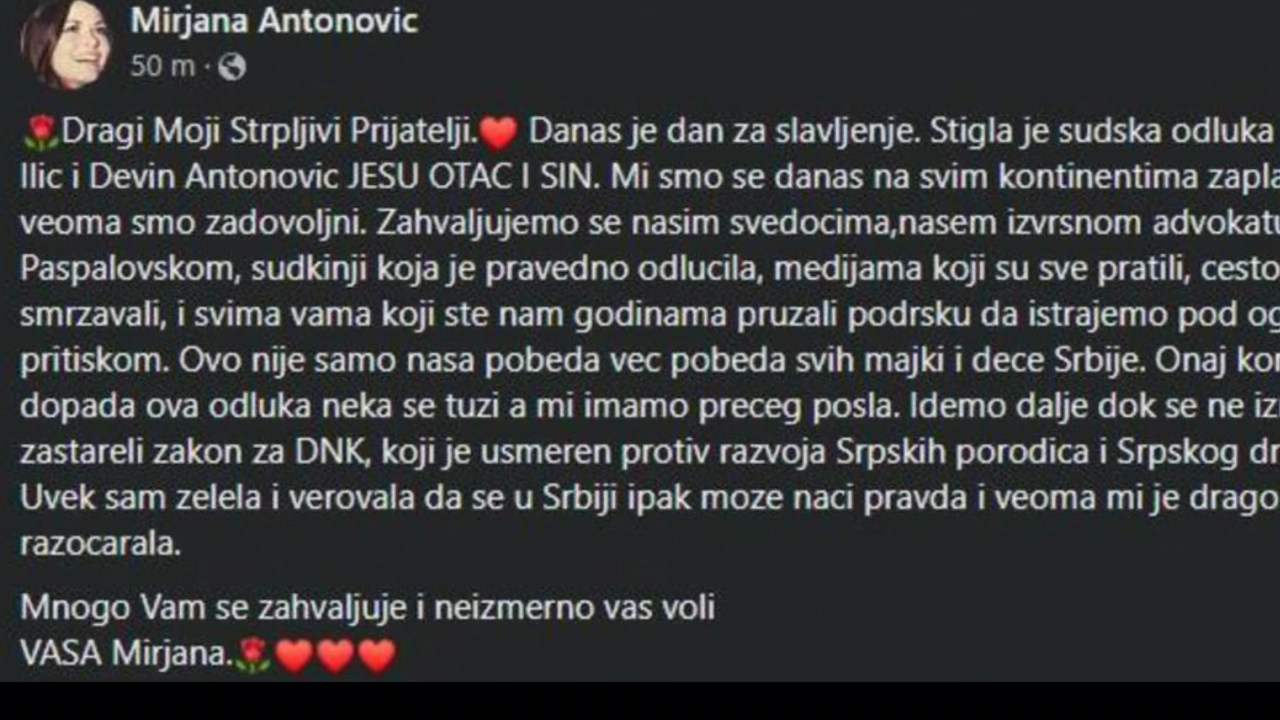 Mirjana Antonovic
50 m ·
🌹Dragi Moji Strpljivi Prijatelji.❤️ Danas je dan za slavljenje. Stigla je sudska odluka
Ilic i Devin Antonovic JESU OTAC I SIN. Mi smo se danas na svim kontinentima
veoma smo zadovoljni. Zahvaljujemo se nasim svedocima,nasem izvrsnom
Paspalovskom, sudkinji koja je pravedno odlucila, medijama koji su sve pratili, cesto
smrzavali, i svima vama koji ste nam godinama pruzali podrsku da istrajemo pod
pritiskom. Ovo nije samo nasa pobeda vec pobeda svih majki i dece Srbije. Onaj
dopada ova odluka neka se tuzi a mi imamo preceg posla. Idemo dalje dok se ne
zastareli zakon za DNK, koji je usmeren protiv razvoja Srpskih porodica i Srpskog
Uvek sam zelela i verovala da se u Srbiji ipak moze naci pravda i veoma mi je drago
razocarala.
Mnogo Vam se zahvaljuje i neizmerno vas voli
VASA Mirjana.🌹❤️❤️❤️